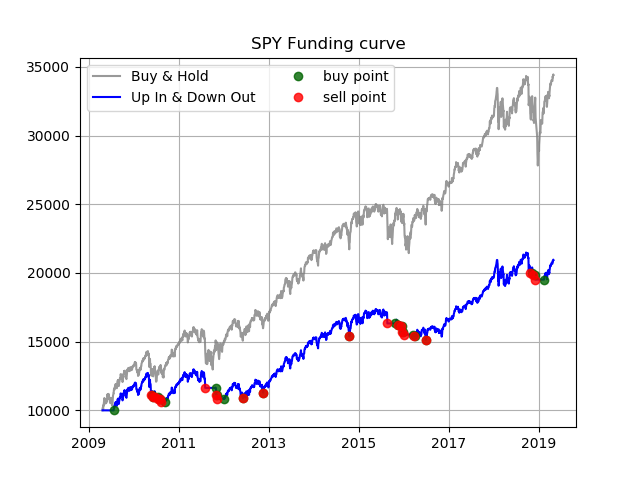 SPY Funding curve
Buy & Hold
Up In & Down Out
buy point
sell point
35000
30000
25000
20000
15000
10000
2009
2011
2013
2015
2017
2019